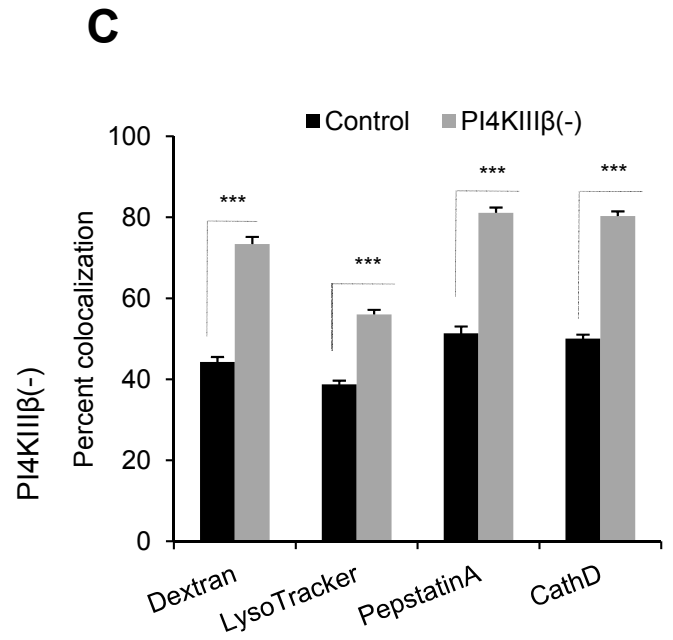 C
Control PI4KIIIβ(-)
100
80
60
40
20
0
Percent colocalization
PI4KIIIβ(-)
***
***
***
***
Dextran
LysoTracker
PepstatinA
CathD